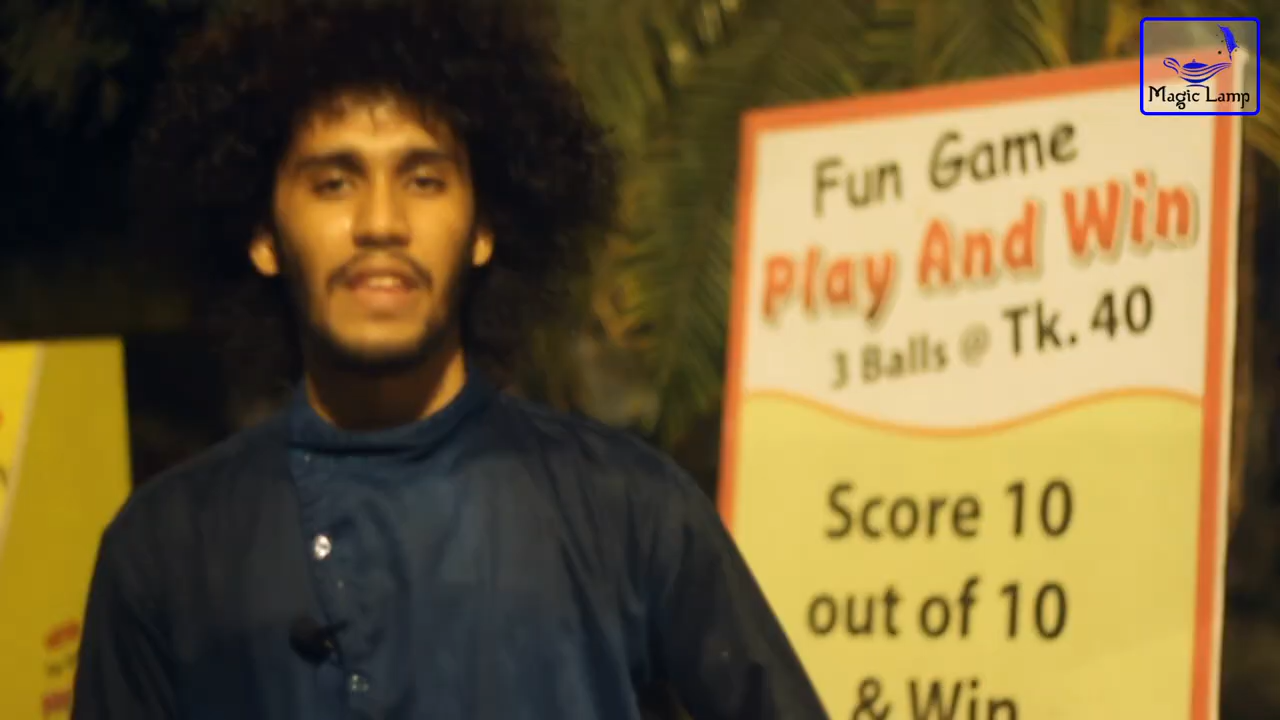 Magic Lamp
Fun Game
Play And Win
3 Balls @ Tk. 40
Score 10
out of 10
& Win